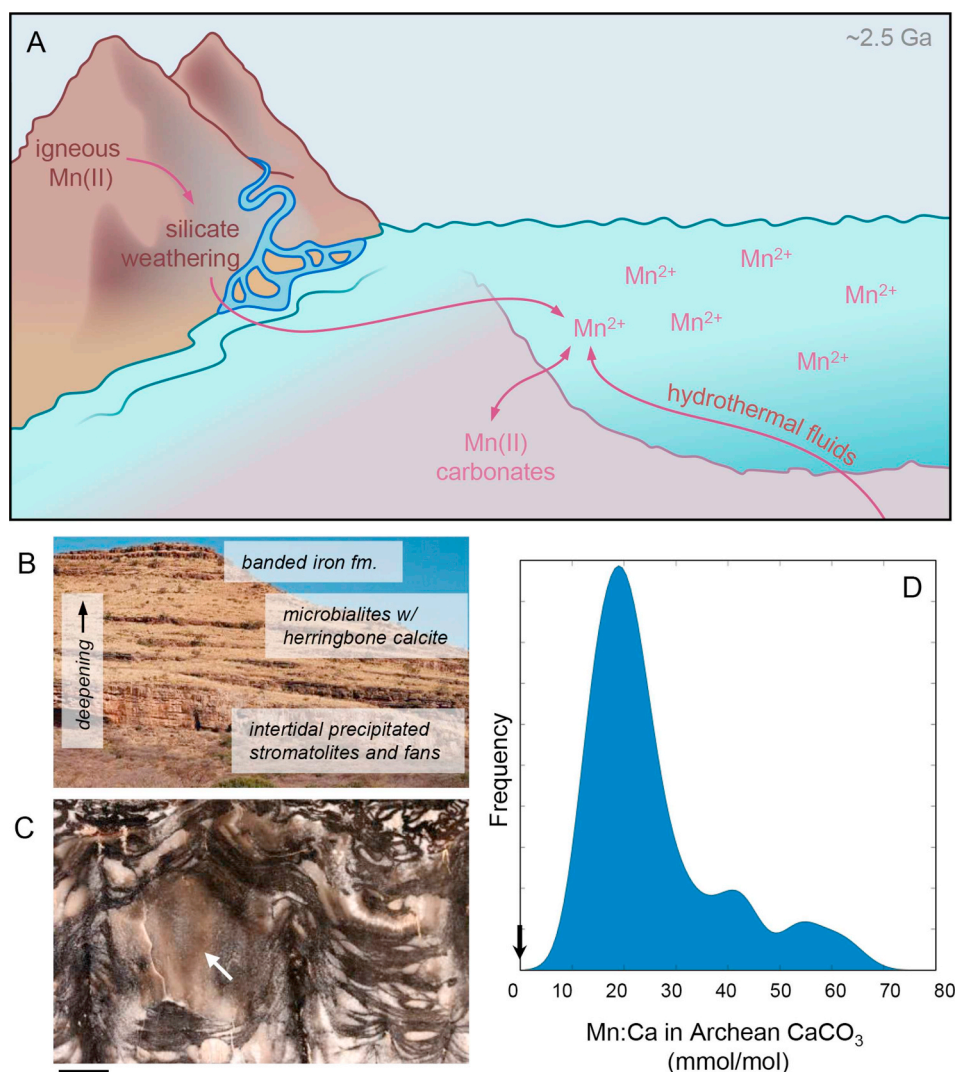 A
~2.5 Ga
igneous
Mn(II)
silicate
weathering
Mn²⁺
Mn²⁺
Mn²⁺
Mn²⁺
Mn²⁺
Mn²⁺
hydrothermal fluids
Mn(II)
carbonates
B
banded iron fm.
microbialites w/
herringbone calcite
deepening
intertidal precipitated
stromatolites and fans
C
D
Frequency
0 10 20 30 40 50 60 70 80
Mn:Ca in Archean CaCO₃
(mmol/mol)